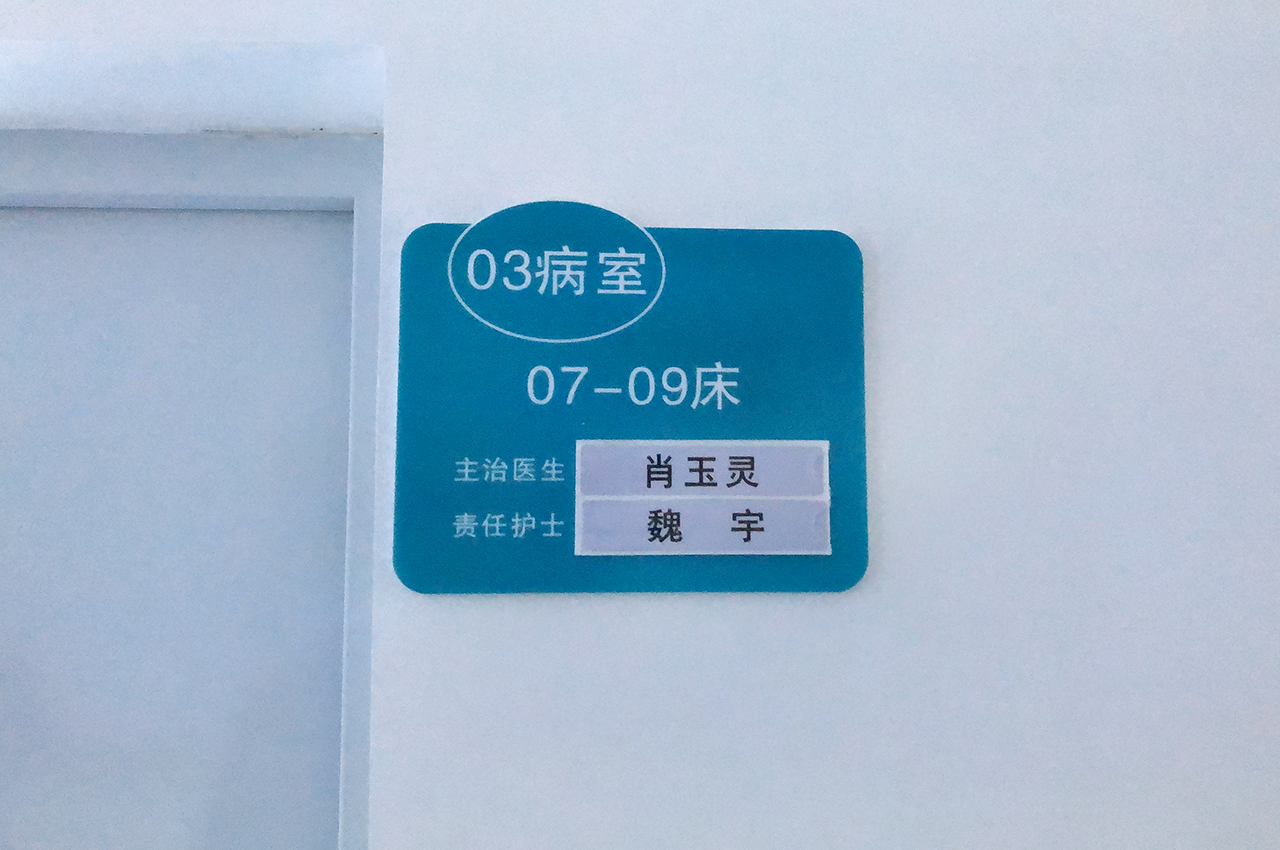 03病室
07-09床
主治医生 肖玉灵
责任护士 魏 宇